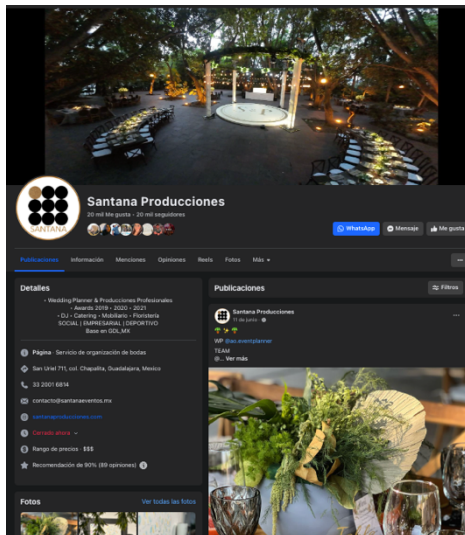 SANTANA
Santana Producciones
20 mil Me gusta • 20 mil seguidores
WhatsApp
Mensaje
Me gusta
Publicaciones
Información
Menciones
Opiniones
Reels
Fotos
Más
Detalles
• Wedding Planner & Producciones Profesionales
• Awards 2019 • 2020 • 2021
• DJ • Catering • Mobiliario • Floristería
SOCIAL | EMPRESARIAL | DEPORTIVO
Base en GDL,MX
Página · Servicio de organización de bodas
San Uriel 711, col. Chapalita, Guadalajara, Mexico
33 2001 6814
contacto@santanaeventos.mx
santanaproducciones.com
Cerrado ahora
Rango de precios · $$$
Recomendación de 90% (89 opiniones)
Fotos
Ver todas las fotos
Publicaciones
Filtros
Santana Producciones
11 de junio ·
WP @as.eventplanner
TEAM
@... Ver más